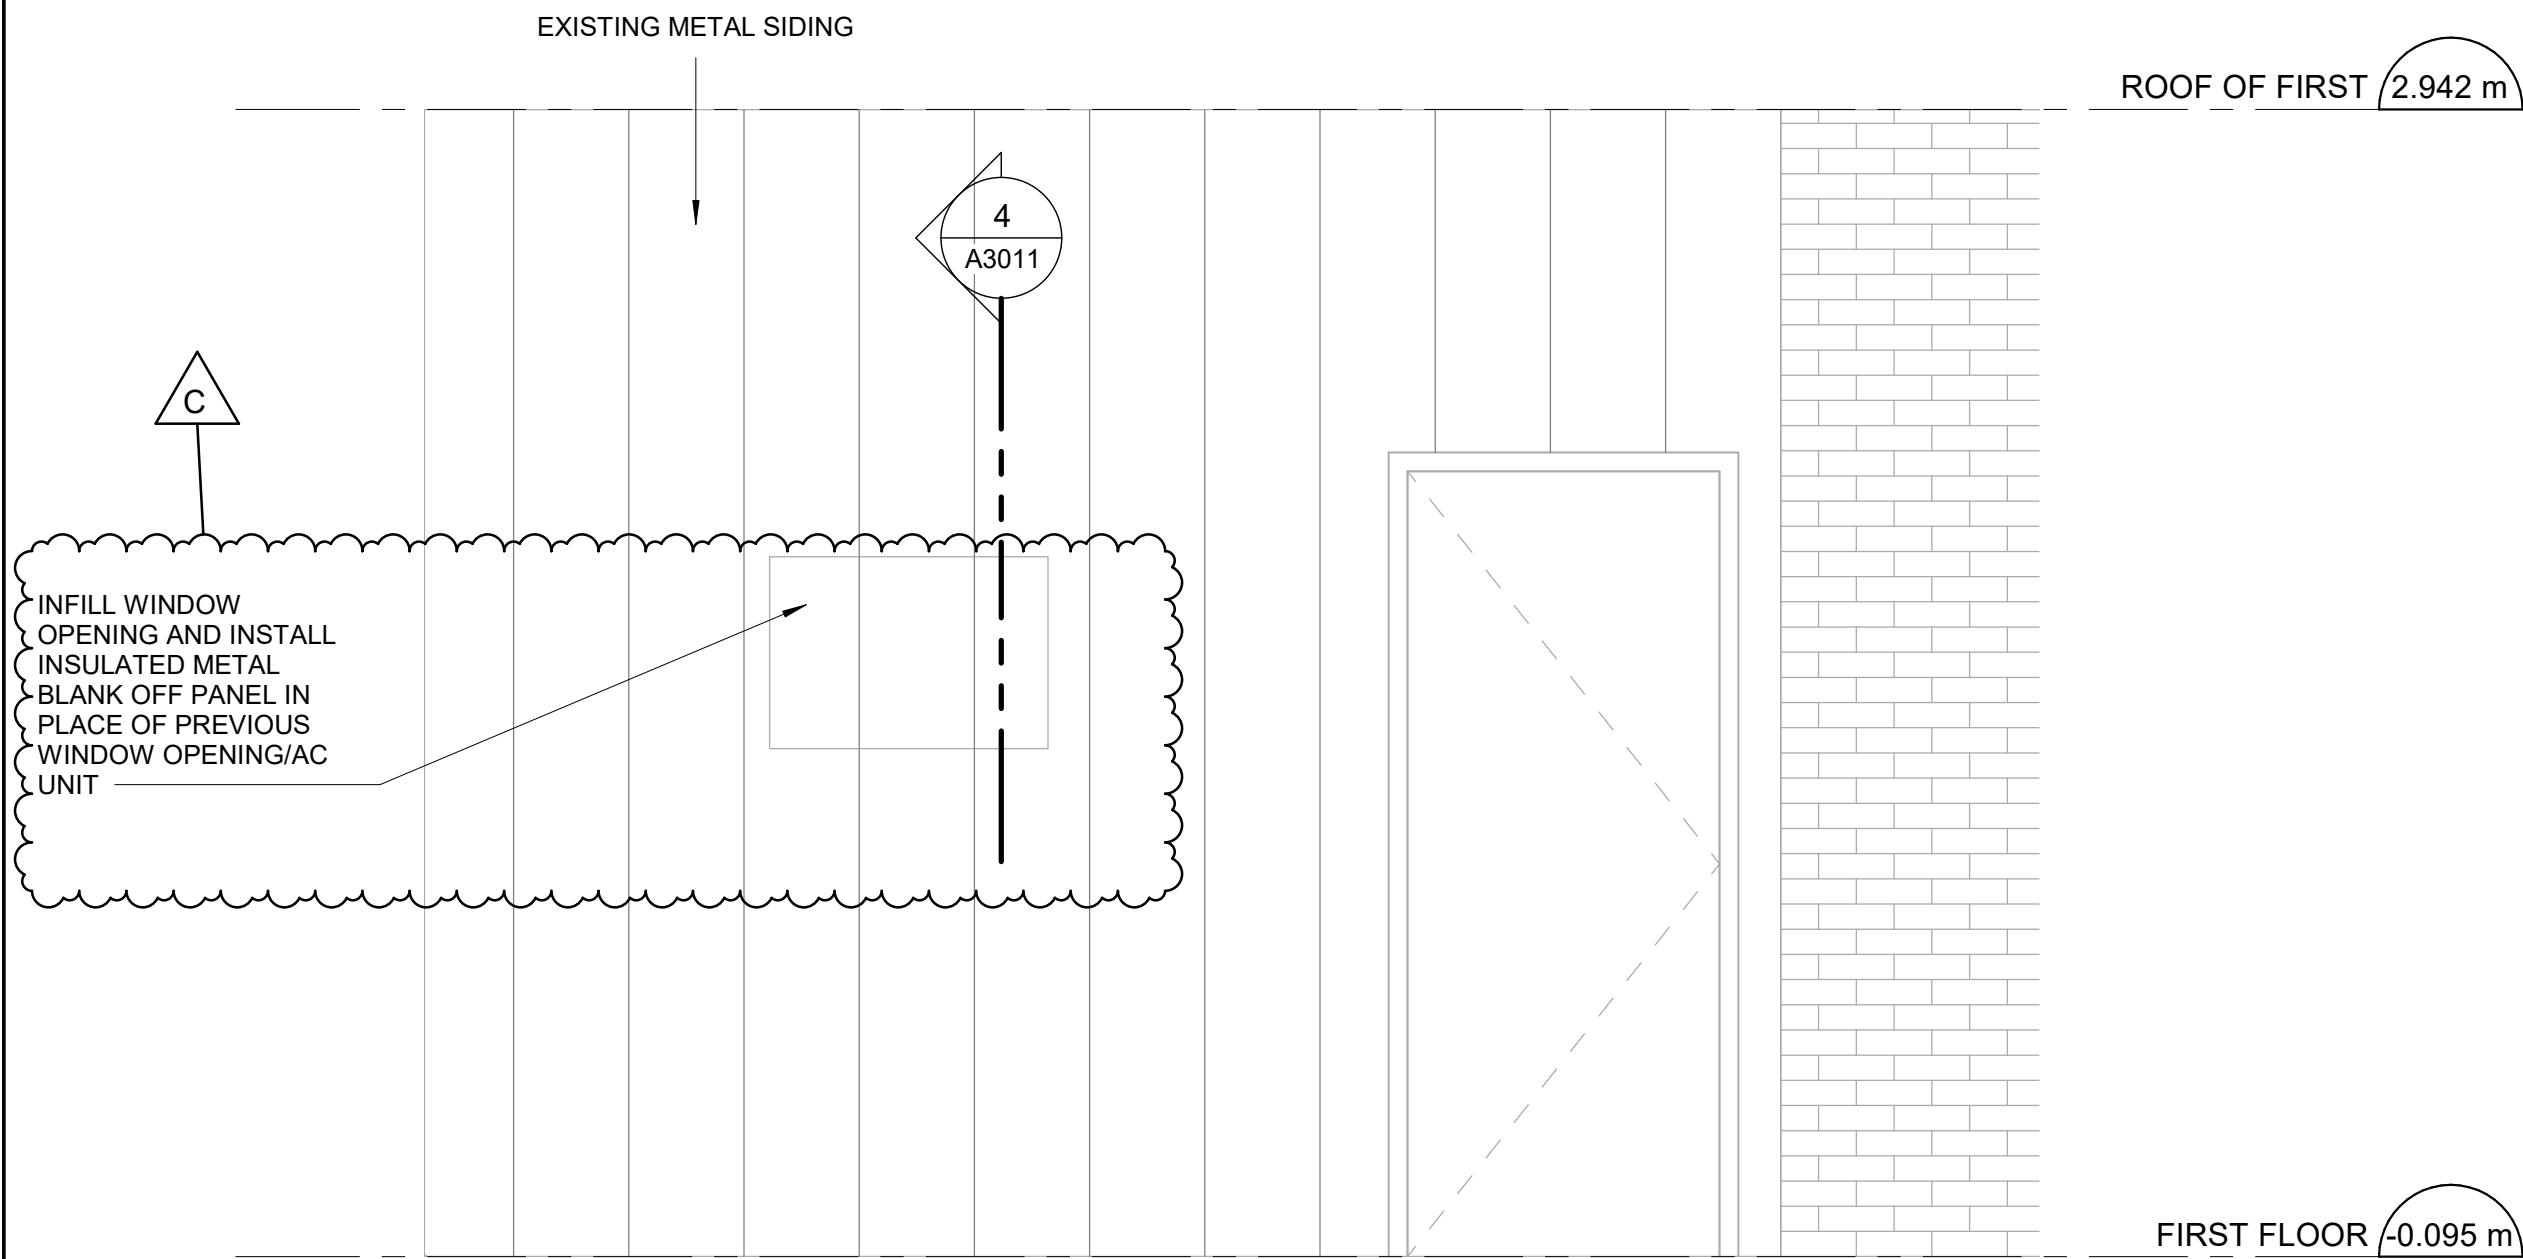 EXISTING METAL SIDING
ROOF OF FIRST 2.942 m
4
A3011
C
INFILL WINDOW
OPENING AND INSTALL
INSULATED METAL
BLANK OFF PANEL IN
PLACE OF PREVIOUS
WINDOW OPENING/AC
UNIT
FIRST FLOOR -0.095 m